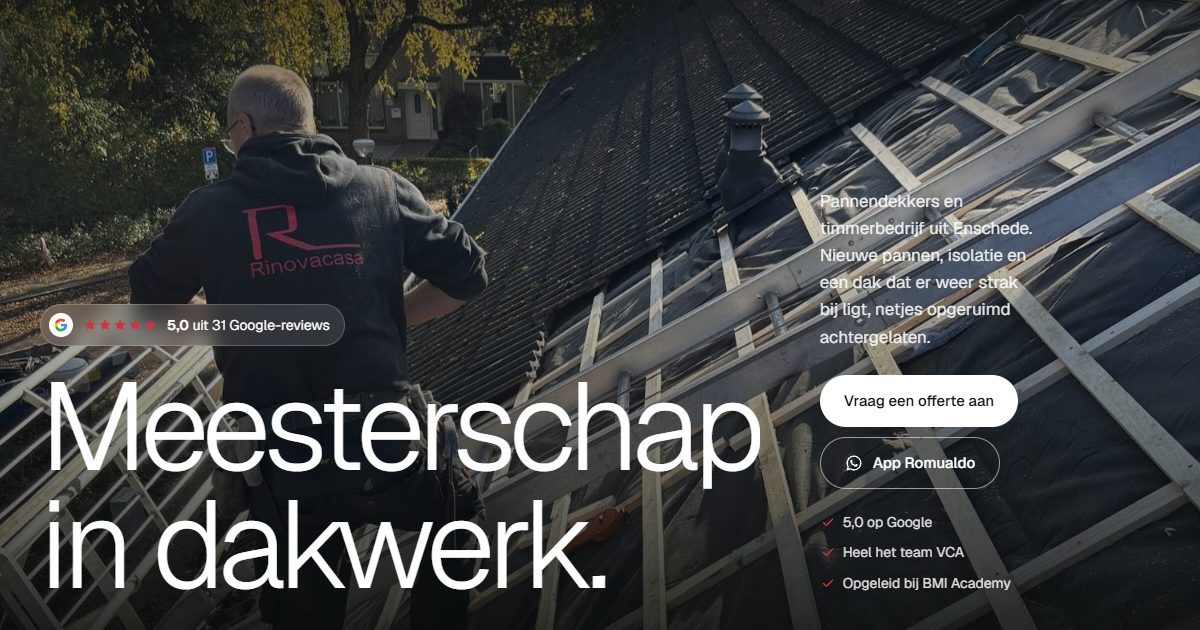 P
Rinovacasa
5,0 uit 31 Google-reviews
Meesterschap
in dakwerk.
Pannendekkers en
timmerbedrijf uit Enschede.
Nieuwe pannen, isolatie en
een dak dat er weer strak
bij ligt, netjes opgeruimd
achtergelaten.
Vraag een offerte aan
App Romualdo
5,0 op Google
Heel het team VCA
Opgeleid bij BMI Academy